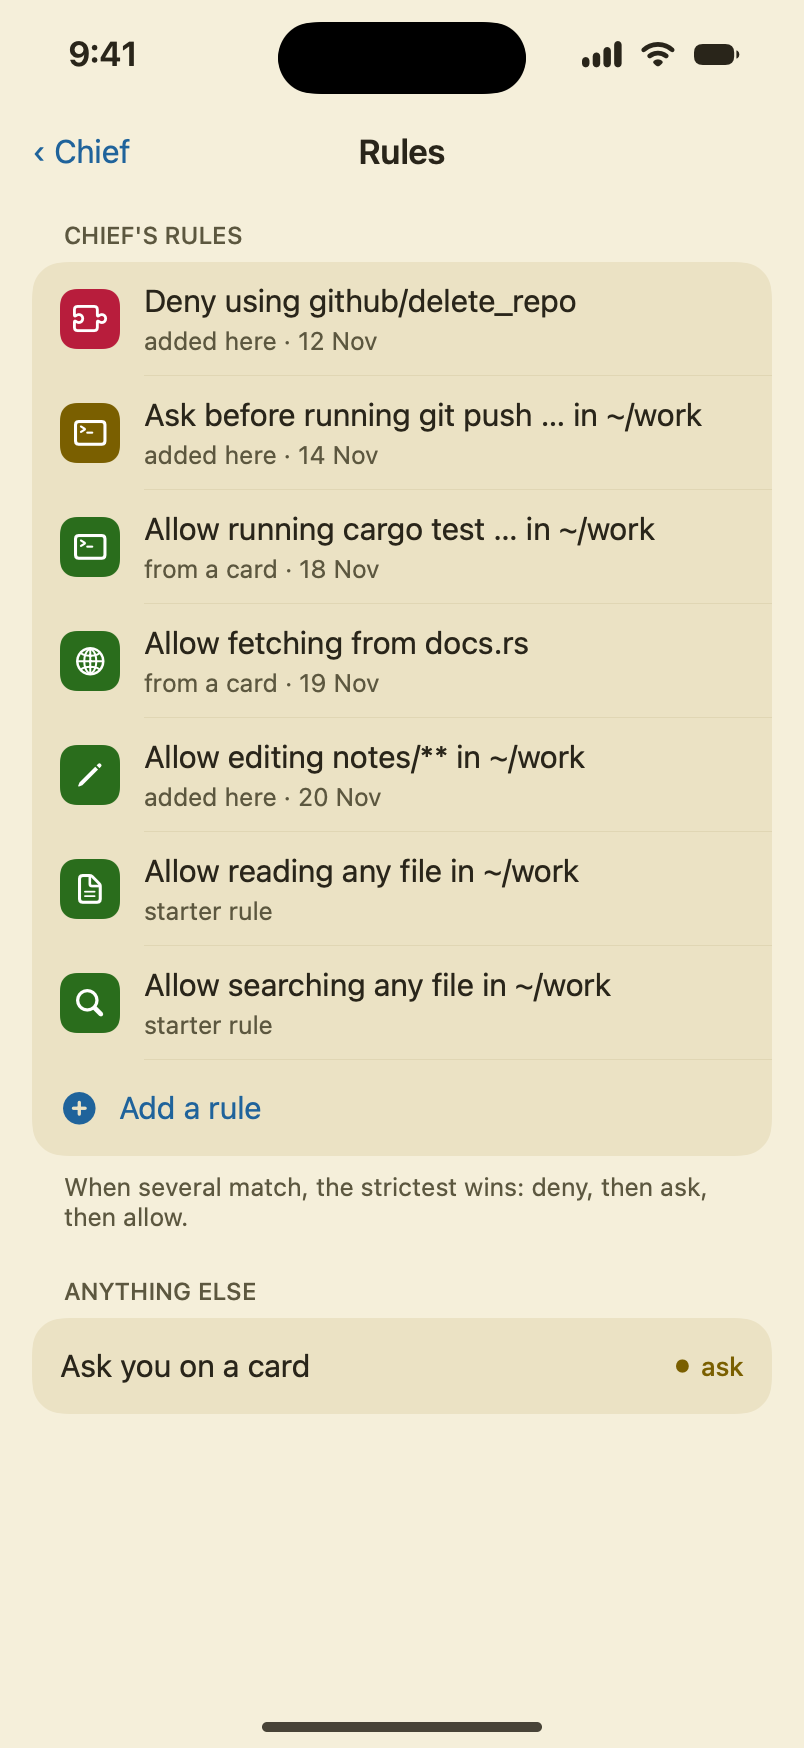 9:41
‹ Chief
Rules
CHIEF'S RULES
Deny using github/delete_repo
added here · 12 Nov
Ask before running git push ... in ~/work
added here · 14 Nov
Allow running cargo test ... in ~/work
from a card · 18 Nov
Allow fetching from docs.rs
from a card · 19 Nov
Allow editing notes/** in ~/work
added here · 20 Nov
Allow reading any file in ~/work
starter rule
Allow searching any file in ~/work
starter rule
Add a rule
When several match, the strictest wins: deny, then ask,
then allow.
ANYTHING ELSE
Ask you on a card
ask